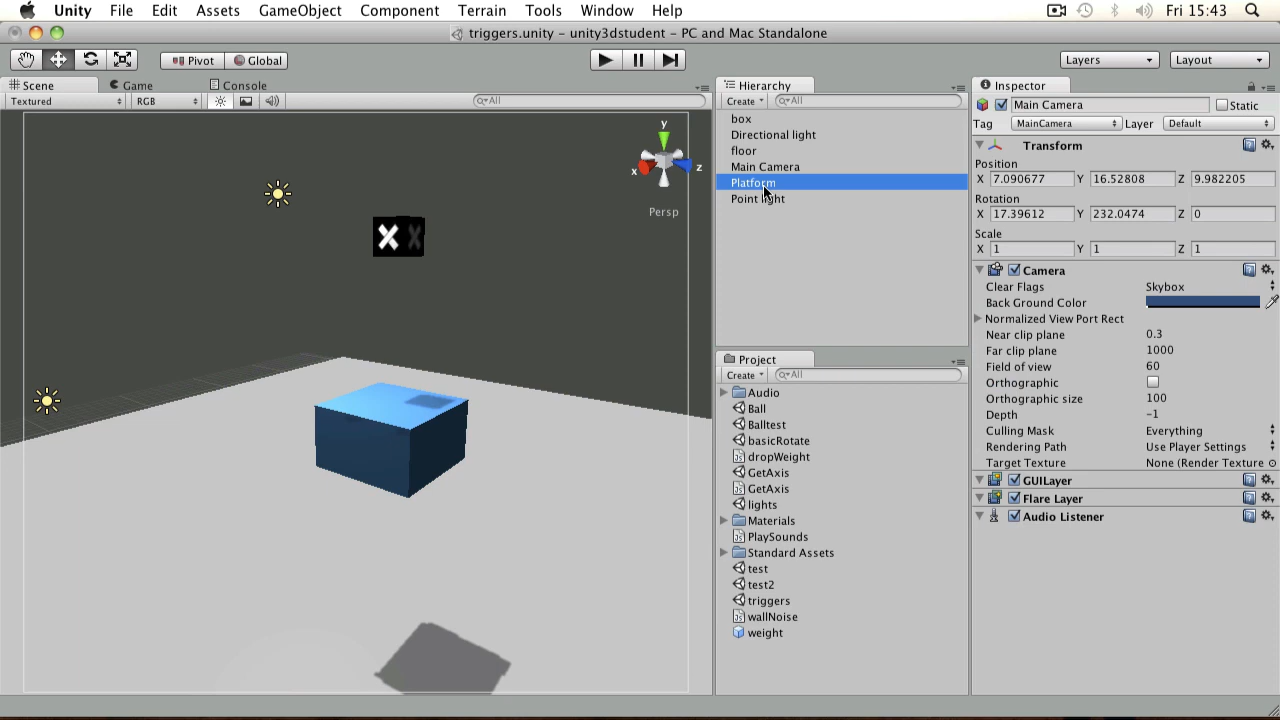 Unity File Edit Assets GameObject Component Terrain Tools Window Help Fri 15:43
triggers.unity – unity3dstudent – PC and Mac Standalone
Pivot Global Layers Layout
Scene Game Console
Textured RGB All
y
x z
Persp
X X
Hierarchy
Create All
box
Directional light
floor
Main Camera
Platform
Point light
Project
Create All
Audio
Ball
Balltest
basicRotate
dropWeight
GetAxis
GetAxis
lights
Materials
PlaySounds
Standard Assets
test
test2
triggers
wallNoise
weight
Inspector
Main Camera Static
Tag MainCamera Layer Default
Transform
Position
X 7.090677 Y 16.52808 Z 9.982205
Rotation
X 17.39612 Y 232.0474 Z 0
Scale
X 1 Y 1 Z 1
Camera
Clear Flags Skybox
Back Ground Color
Normalized View Port Rect
Near clip plane 0.3
Far clip plane 1000
Field of view 60
Orthographic
Orthographic size 100
Depth -1
Culling Mask Everything
Rendering Path Use Player Settings
Target Texture None (Render Texture
GUILayer
Flare Layer
Audio Listener